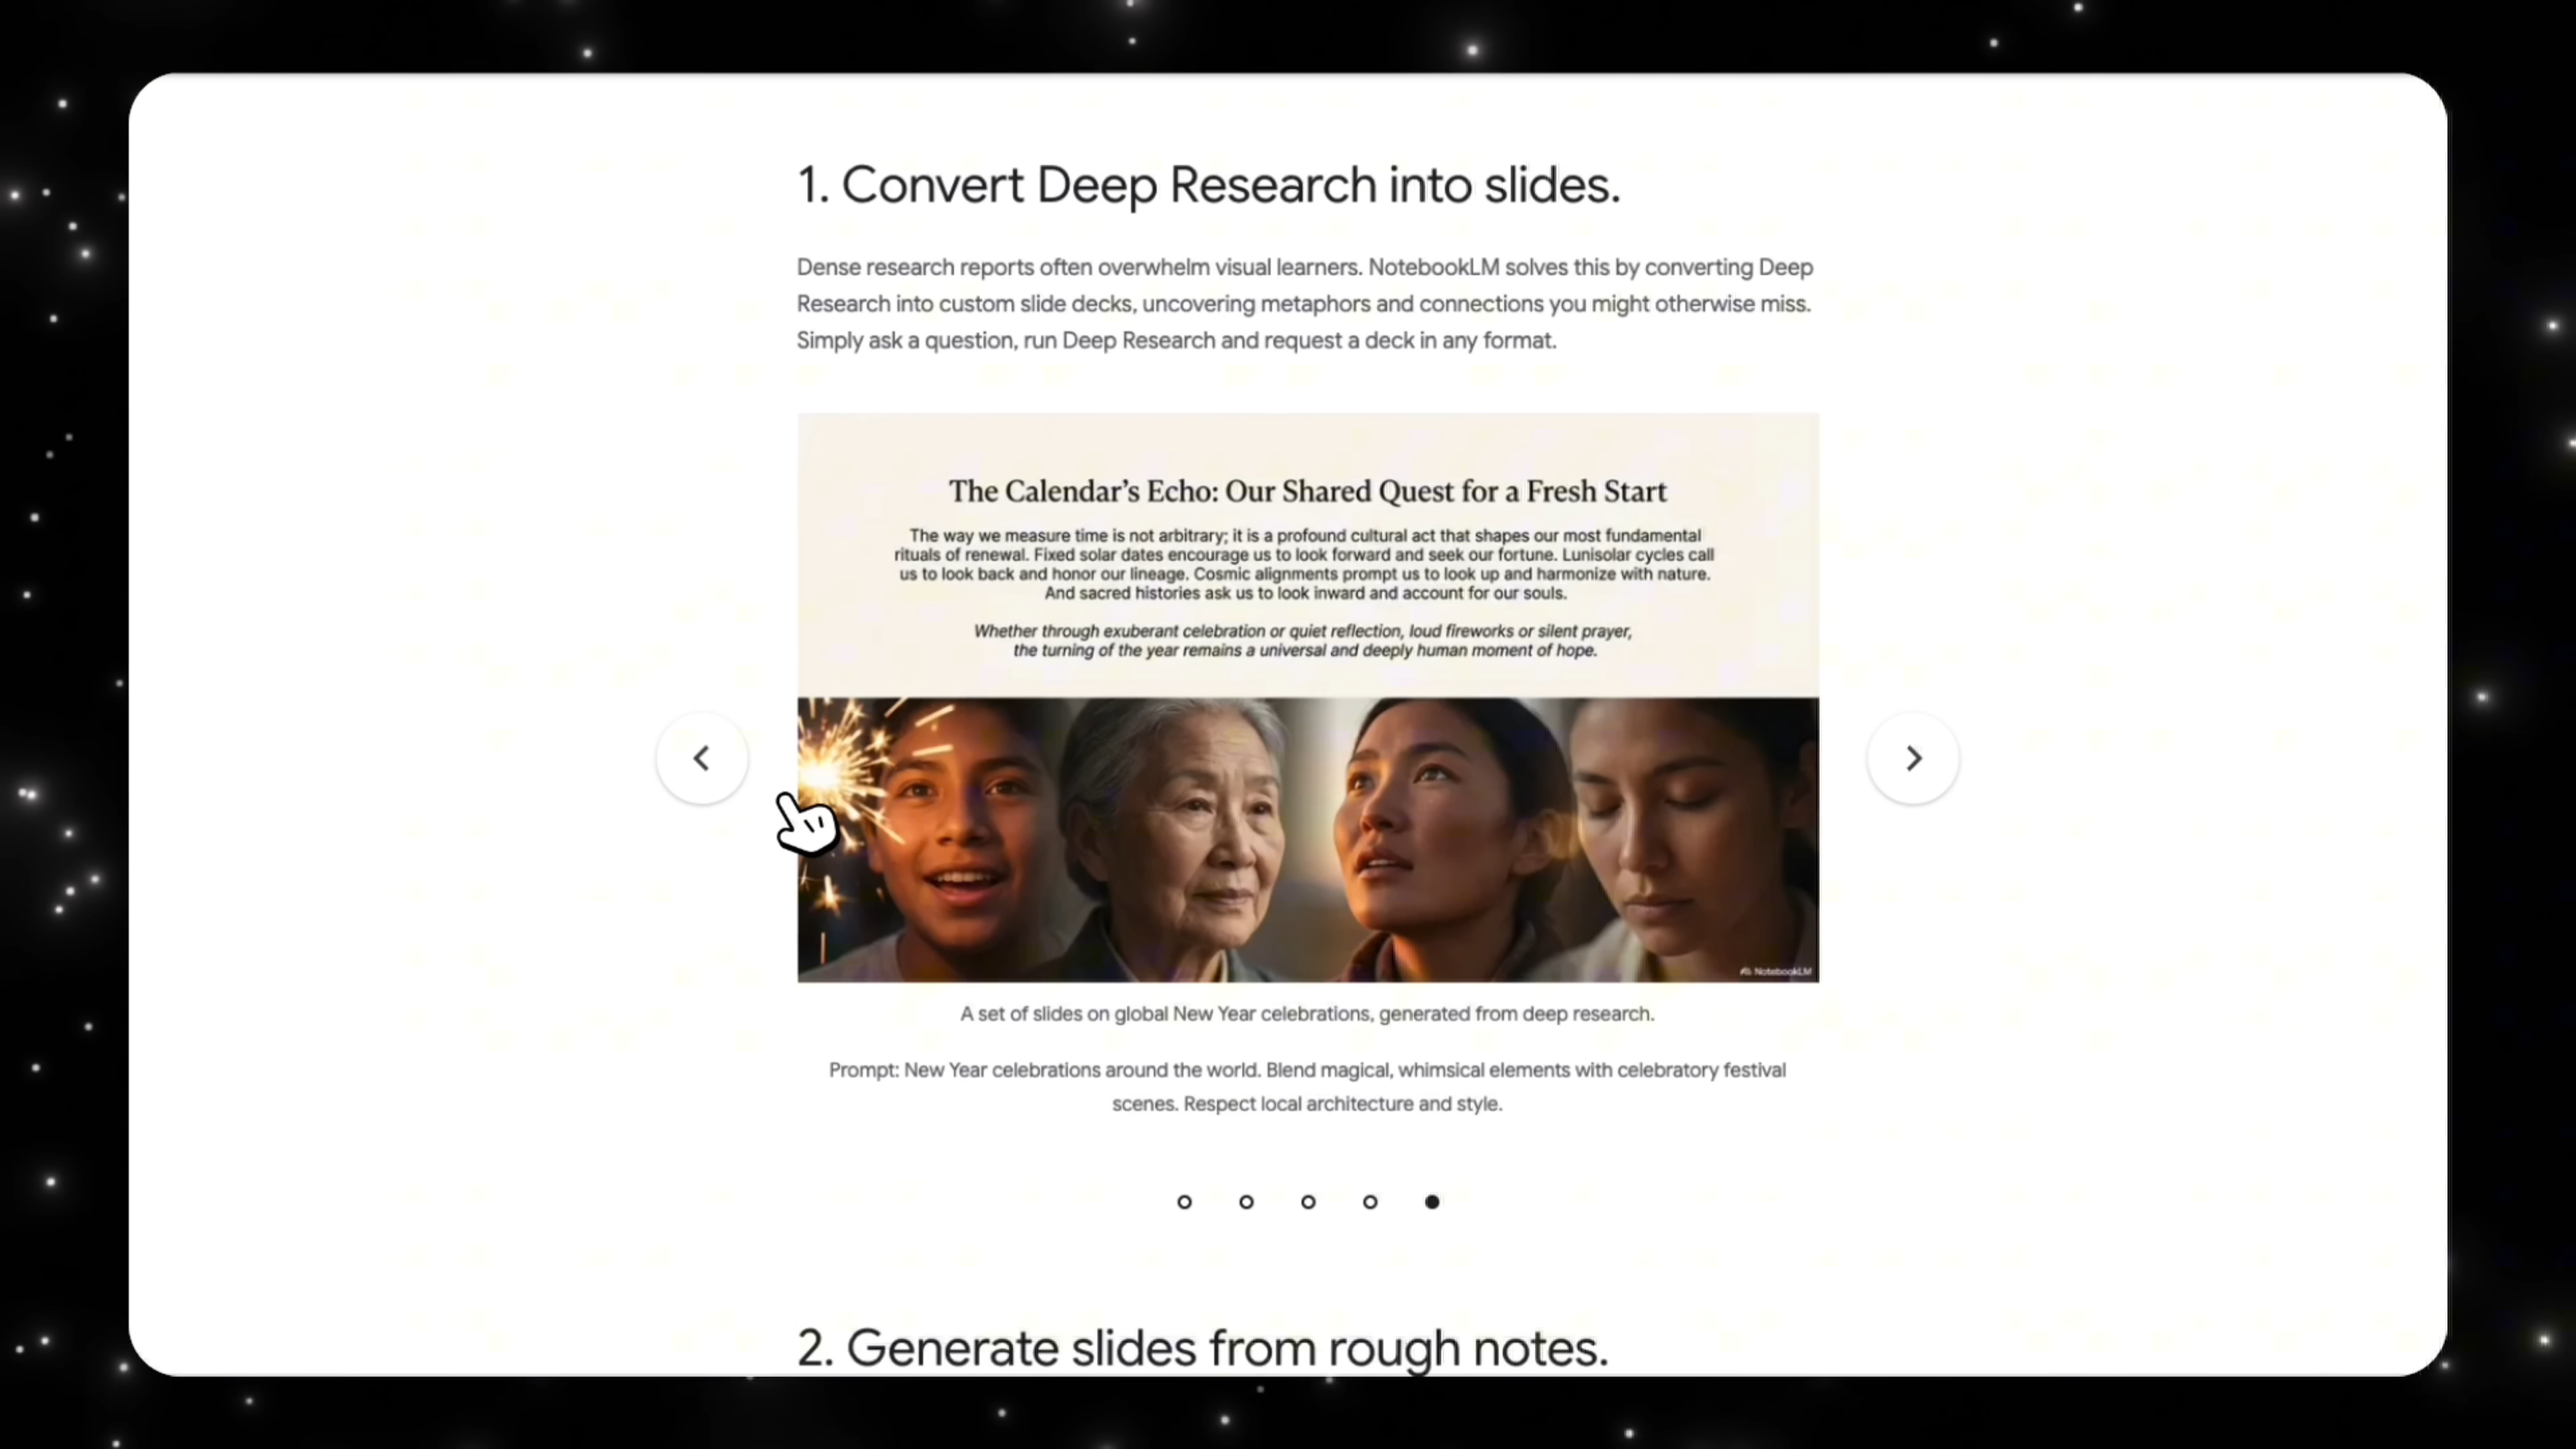 1. Convert Deep Research into slides.
Dense research reports often overwhelm visual learners. NotebookLM solves this by converting Deep
Research into custom slide decks, uncovering metaphors and connections you might otherwise miss.
Simply ask a question, run Deep Research and request a deck in any format.
The Calendar’s Echo: Our Shared Quest for a Fresh Start
The way we measure time is not arbitrary; it is a profound cultural act that shapes our most fundamental
rituals of renewal. Fixed solar dates encourage us to look forward and seek our fortune. Lunisolar cycles call
us to look back and honor our lineage. Cosmic alignments prompt us to look up and harmonize with nature.
And sacred histories ask us to look inward and account for our souls.
Whether through exuberant celebration or quiet reflection, loud fireworks or silent prayer,
the turning of the year remains a universal and deeply human moment of hope.
NotebookLM
A set of slides on global New Year celebrations, generated from deep research.
Prompt: New Year celebrations around the world. Blend magical, whimsical elements with celebratory festival
scenes. Respect local architecture and style.
2. Generate slides from rough notes.